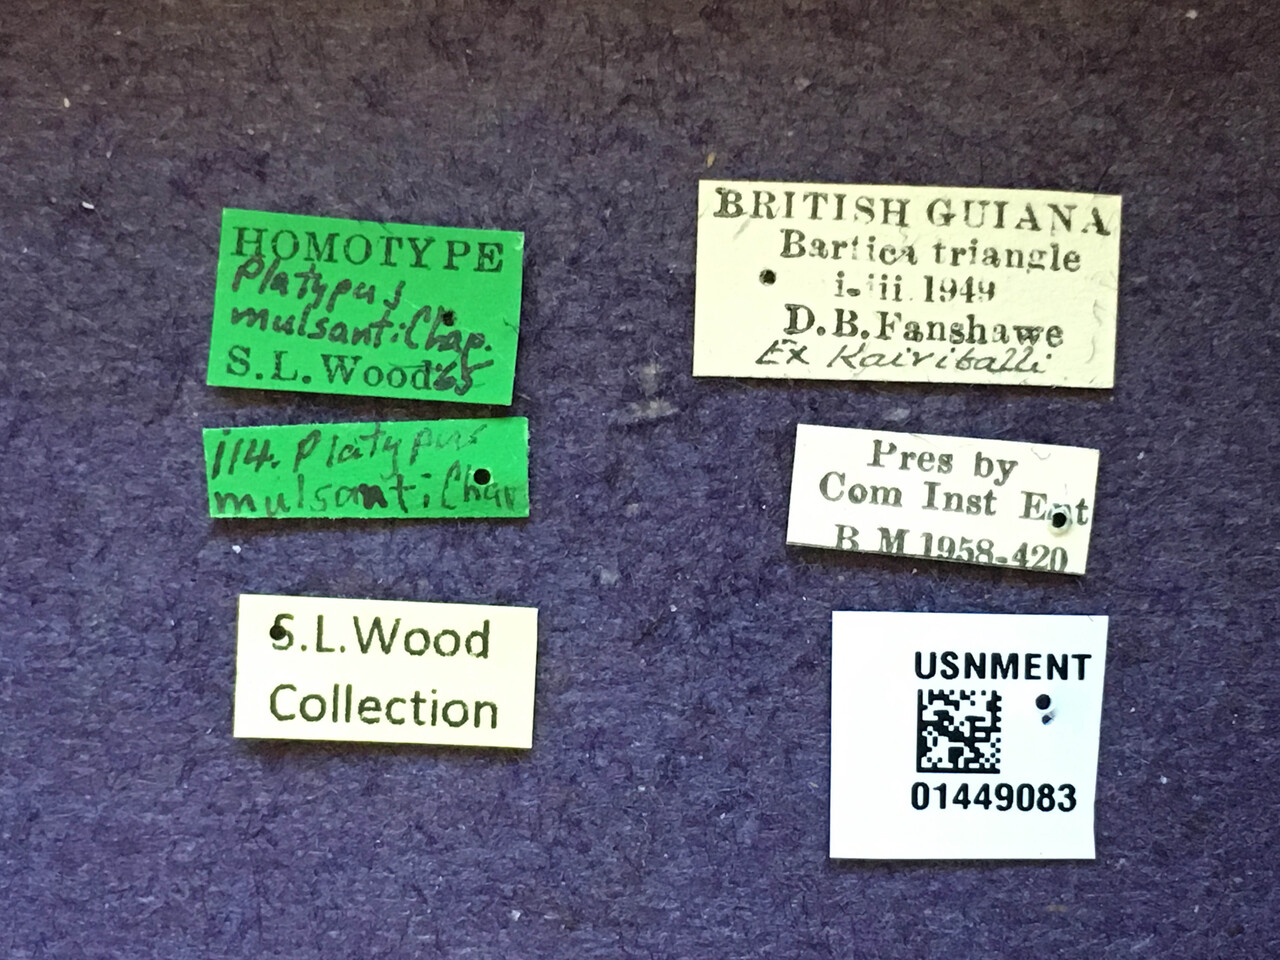 HOMOTYPE
Platypus
mulsanti Chap.
S.L. Wood '65
114. Platypus
mulsanti Chap
S.L.Wood
Collection
BRITISH GUIANA
Bartica triangle
i-iii 1949
D.B.Fanshawe
Ex Kairiballi
Pres by
Com Inst Ent
B M 1958-420
USNMENT
01449083